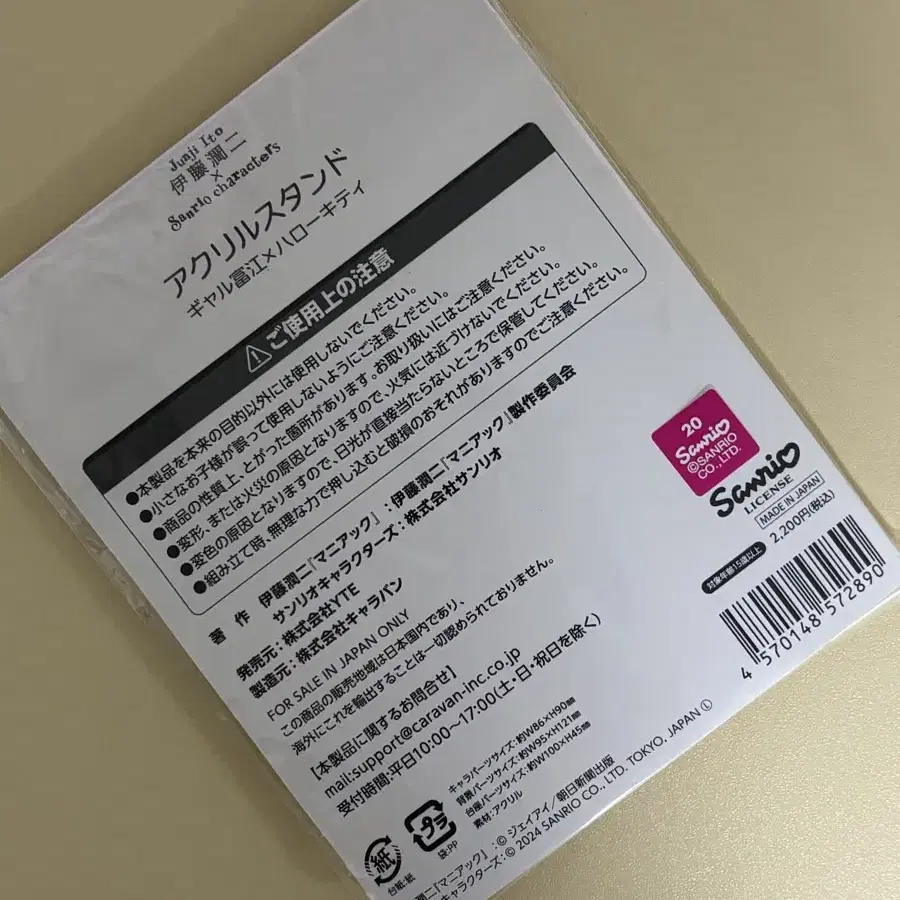 Junji Ito
伊藤潤二
×
Sanrio characters
アクリルスタンド
ギャル富江×ハローキティ
ご使用上の注意
●本製品を本来の目的以外には使用しないでください。
●小さなお子様が誤って使用しないようにご注意ください。
●商品の性質上、とがった箇所があります。お取り扱いにはご注意ください。
●変形、または火災の原因となりますので、火気には近づけないでください。
●変色の原因となりますので、日光が直接当たらないところで保管してください。
●組み立て時、無理な力で押し込むと破損のおそれがありますのでご注意ください。
著 作 伊藤潤二『マニアック』:伊藤潤二『マニアック』製作委員会
サンリオキャラクターズ:株式会社サンリオ
発売元:株式会社YTE
製造元:株式会社キャラバン
FOR SALE IN JAPAN ONLY
この商品の販売地域は日本国内であり、
海外にこれを輸出することは一切認められておりません。
【本製品に関するお問合せ】
mail:support@caravan-inc.co.jp
受付時間:平日10:00〜17:00(土・日・祝日を除く)
20
Sanrio
©SANRIO
CO., LTD.
Sanrio
LICENSE
MADE IN JAPAN
2,200円(税込)
対象年齢15歳以上
4 570148 572890
キャラパーツサイズ:約W86×H90mm
背景パーツサイズ:約W95×H121mm
台座パーツサイズ:約W100×H45mm
素材:アクリル
紙
台紙:紙
プラ
袋:PP
潤二『マニアック』:© ジェイアイ/朝日新聞出版
キャラクターズ:© 2024 SANRIO CO., LTD. TOKYO, JAPAN Ⓛ